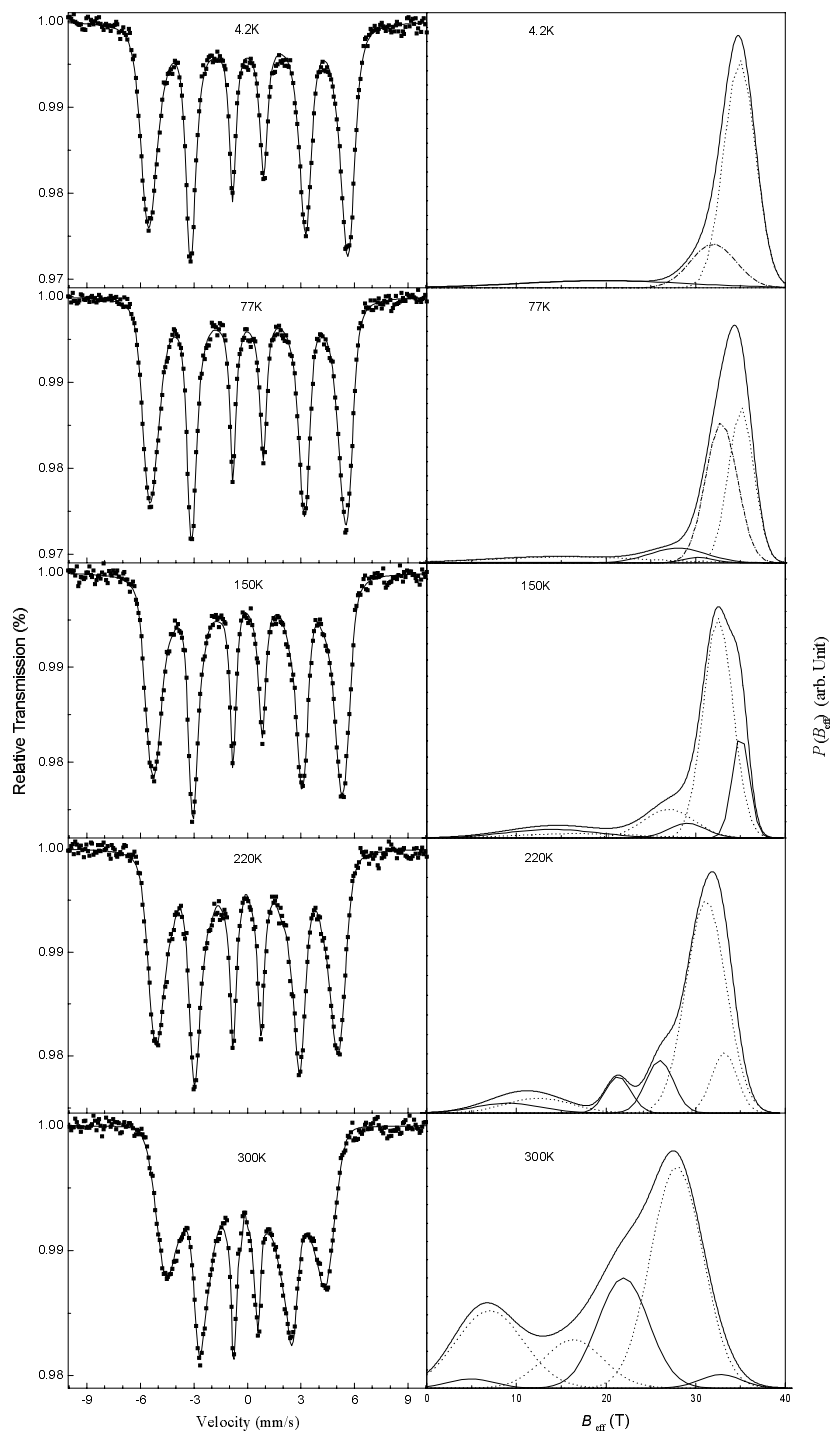 1.00
4.2K
4.2K
0.99
0.98
0.97
1.00
77K
77K
0.99
0.98
0.97
1.00
150K
150K
0.99
0.98
1.00
220K
220K
0.99
0.98
1.00
300K
300K
0.99
0.98
Relative Transmission (%)
P (Beff) (arb. Unit)
-9 -6 -3 0 3 6 9
0 10 20 30 40
Velocity (mm/s)
B eff (T)